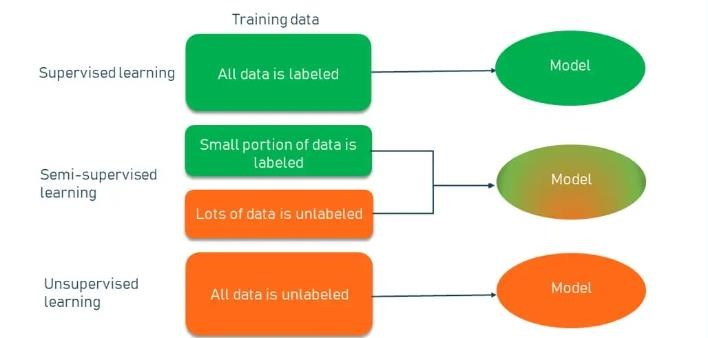 Training data
Supervised learning
All data is labeled
Model
Small portion of data is
labeled
Semi-supervised
learning
Model
Lots of data is unlabeled
Unsupervised
learning
All data is unlabeled
Model